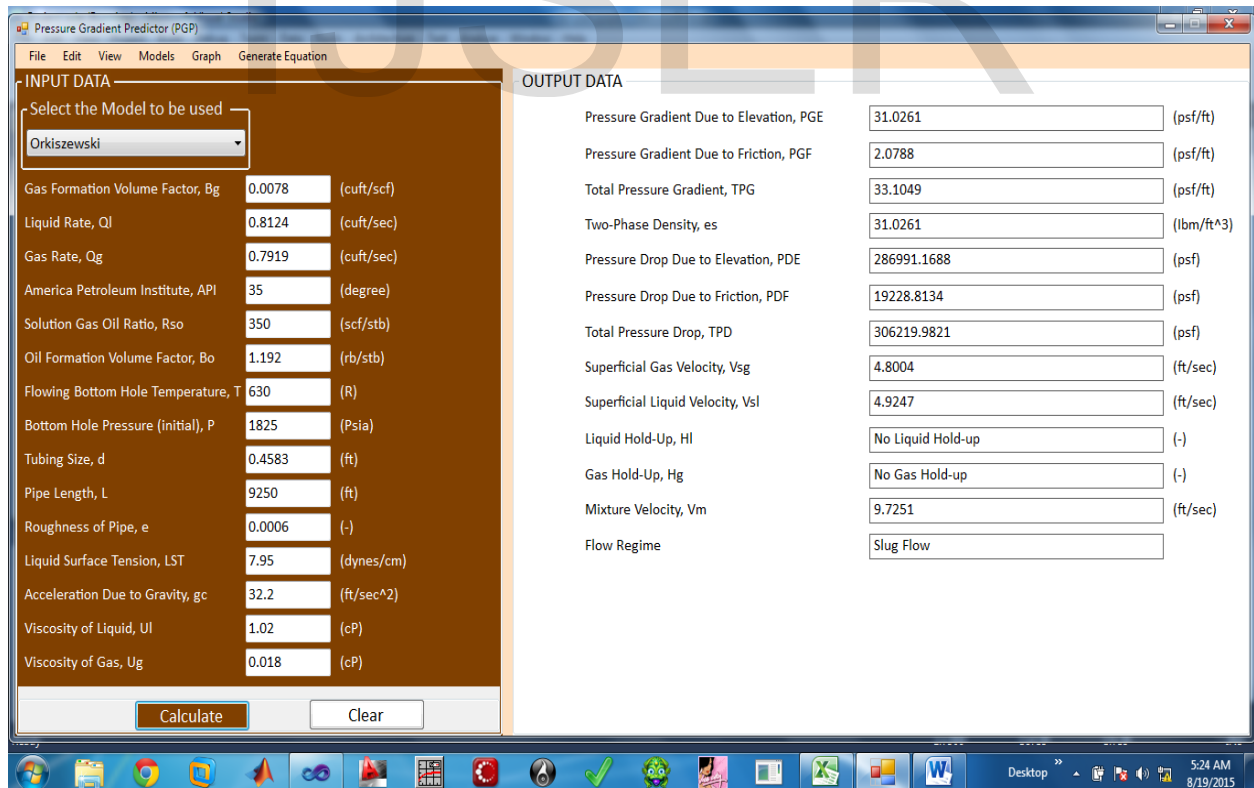 Pressure Gradient Predictor (PGP)
File Edit View Models Graph Generate Equation
INPUT DATA
Select the Model to be used
Orkiszewski
Gas Formation Volume Factor, Bg 0.0078 (cuft/scf)
Liquid Rate, Ql 0.8124 (cuft/sec)
Gas Rate, Qg 0.7919 (cuft/sec)
America Petroleum Institute, API 35 (degree)
Solution Gas Oil Ratio, Rso 350 (scf/stb)
Oil Formation Volume Factor, Bo 1.192 (rb/stb)
Flowing Bottom Hole Temperature, T 630 (R)
Bottom Hole Pressure (initial), P 1825 (Psia)
Tubing Size, d 0.4583 (ft)
Pipe Length, L 9250 (ft)
Roughness of Pipe, e 0.0006 (-)
Liquid Surface Tension, LST 7.95 (dynes/cm)
Acceleration Due to Gravity, gc 32.2 (ft/sec^2)
Viscosity of Liquid, Ul 1.02 (cP)
Viscosity of Gas, Ug 0.018 (cP)
Calculate Clear
OUTPUT DATA
Pressure Gradient Due to Elevation, PGE 31.0261 (psf/ft)
Pressure Gradient Due to Friction, PGF 2.0788 (psf/ft)
Total Pressure Gradient, TPG 33.1049 (psf/ft)
Two-Phase Density, es 31.0261 (Ibm/ft^3)
Pressure Drop Due to Elevation, PDE 286991.1688 (psf)
Pressure Drop Due to Friction, PDF 19228.8134 (psf)
Total Pressure Drop, TPD 306219.9821 (psf)
Superficial Gas Velocity, Vsg 4.8004 (ft/sec)
Superficial Liquid Velocity, Vsl 4.9247 (ft/sec)
Liquid Hold-Up, Hl No Liquid Hold-up (-)
Gas Hold-Up, Hg No Gas Hold-up (-)
Mixture Velocity, Vm 9.7251 (ft/sec)
Flow Regime Slug Flow
Desktop
5:24 AM
8/19/2015